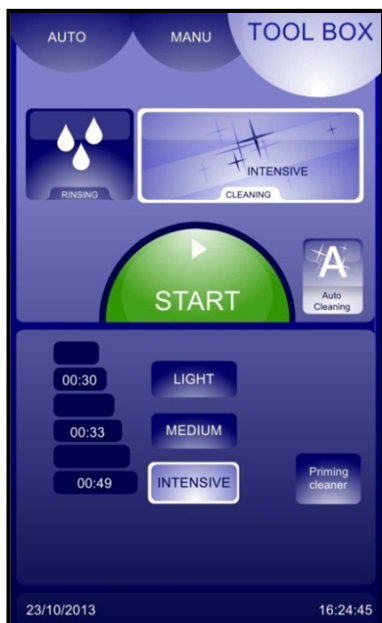 AUTO
MANU
TOOL BOX
RINSING
INTENSIVE
CLEANING
START
A
Auto
Cleaning
00:30
LIGHT
00:33
MEDIUM
00:49
INTENSIVE
Priming
cleaner
23/10/2013
16:24:45